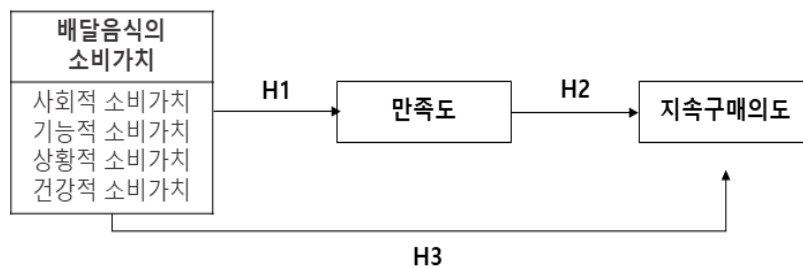 배달음식의
소비가치
사회적 소비가치
기능적 소비가치
상황적 소비가치
건강적 소비가치
H1
만족도
H2
지속구매의도
H3